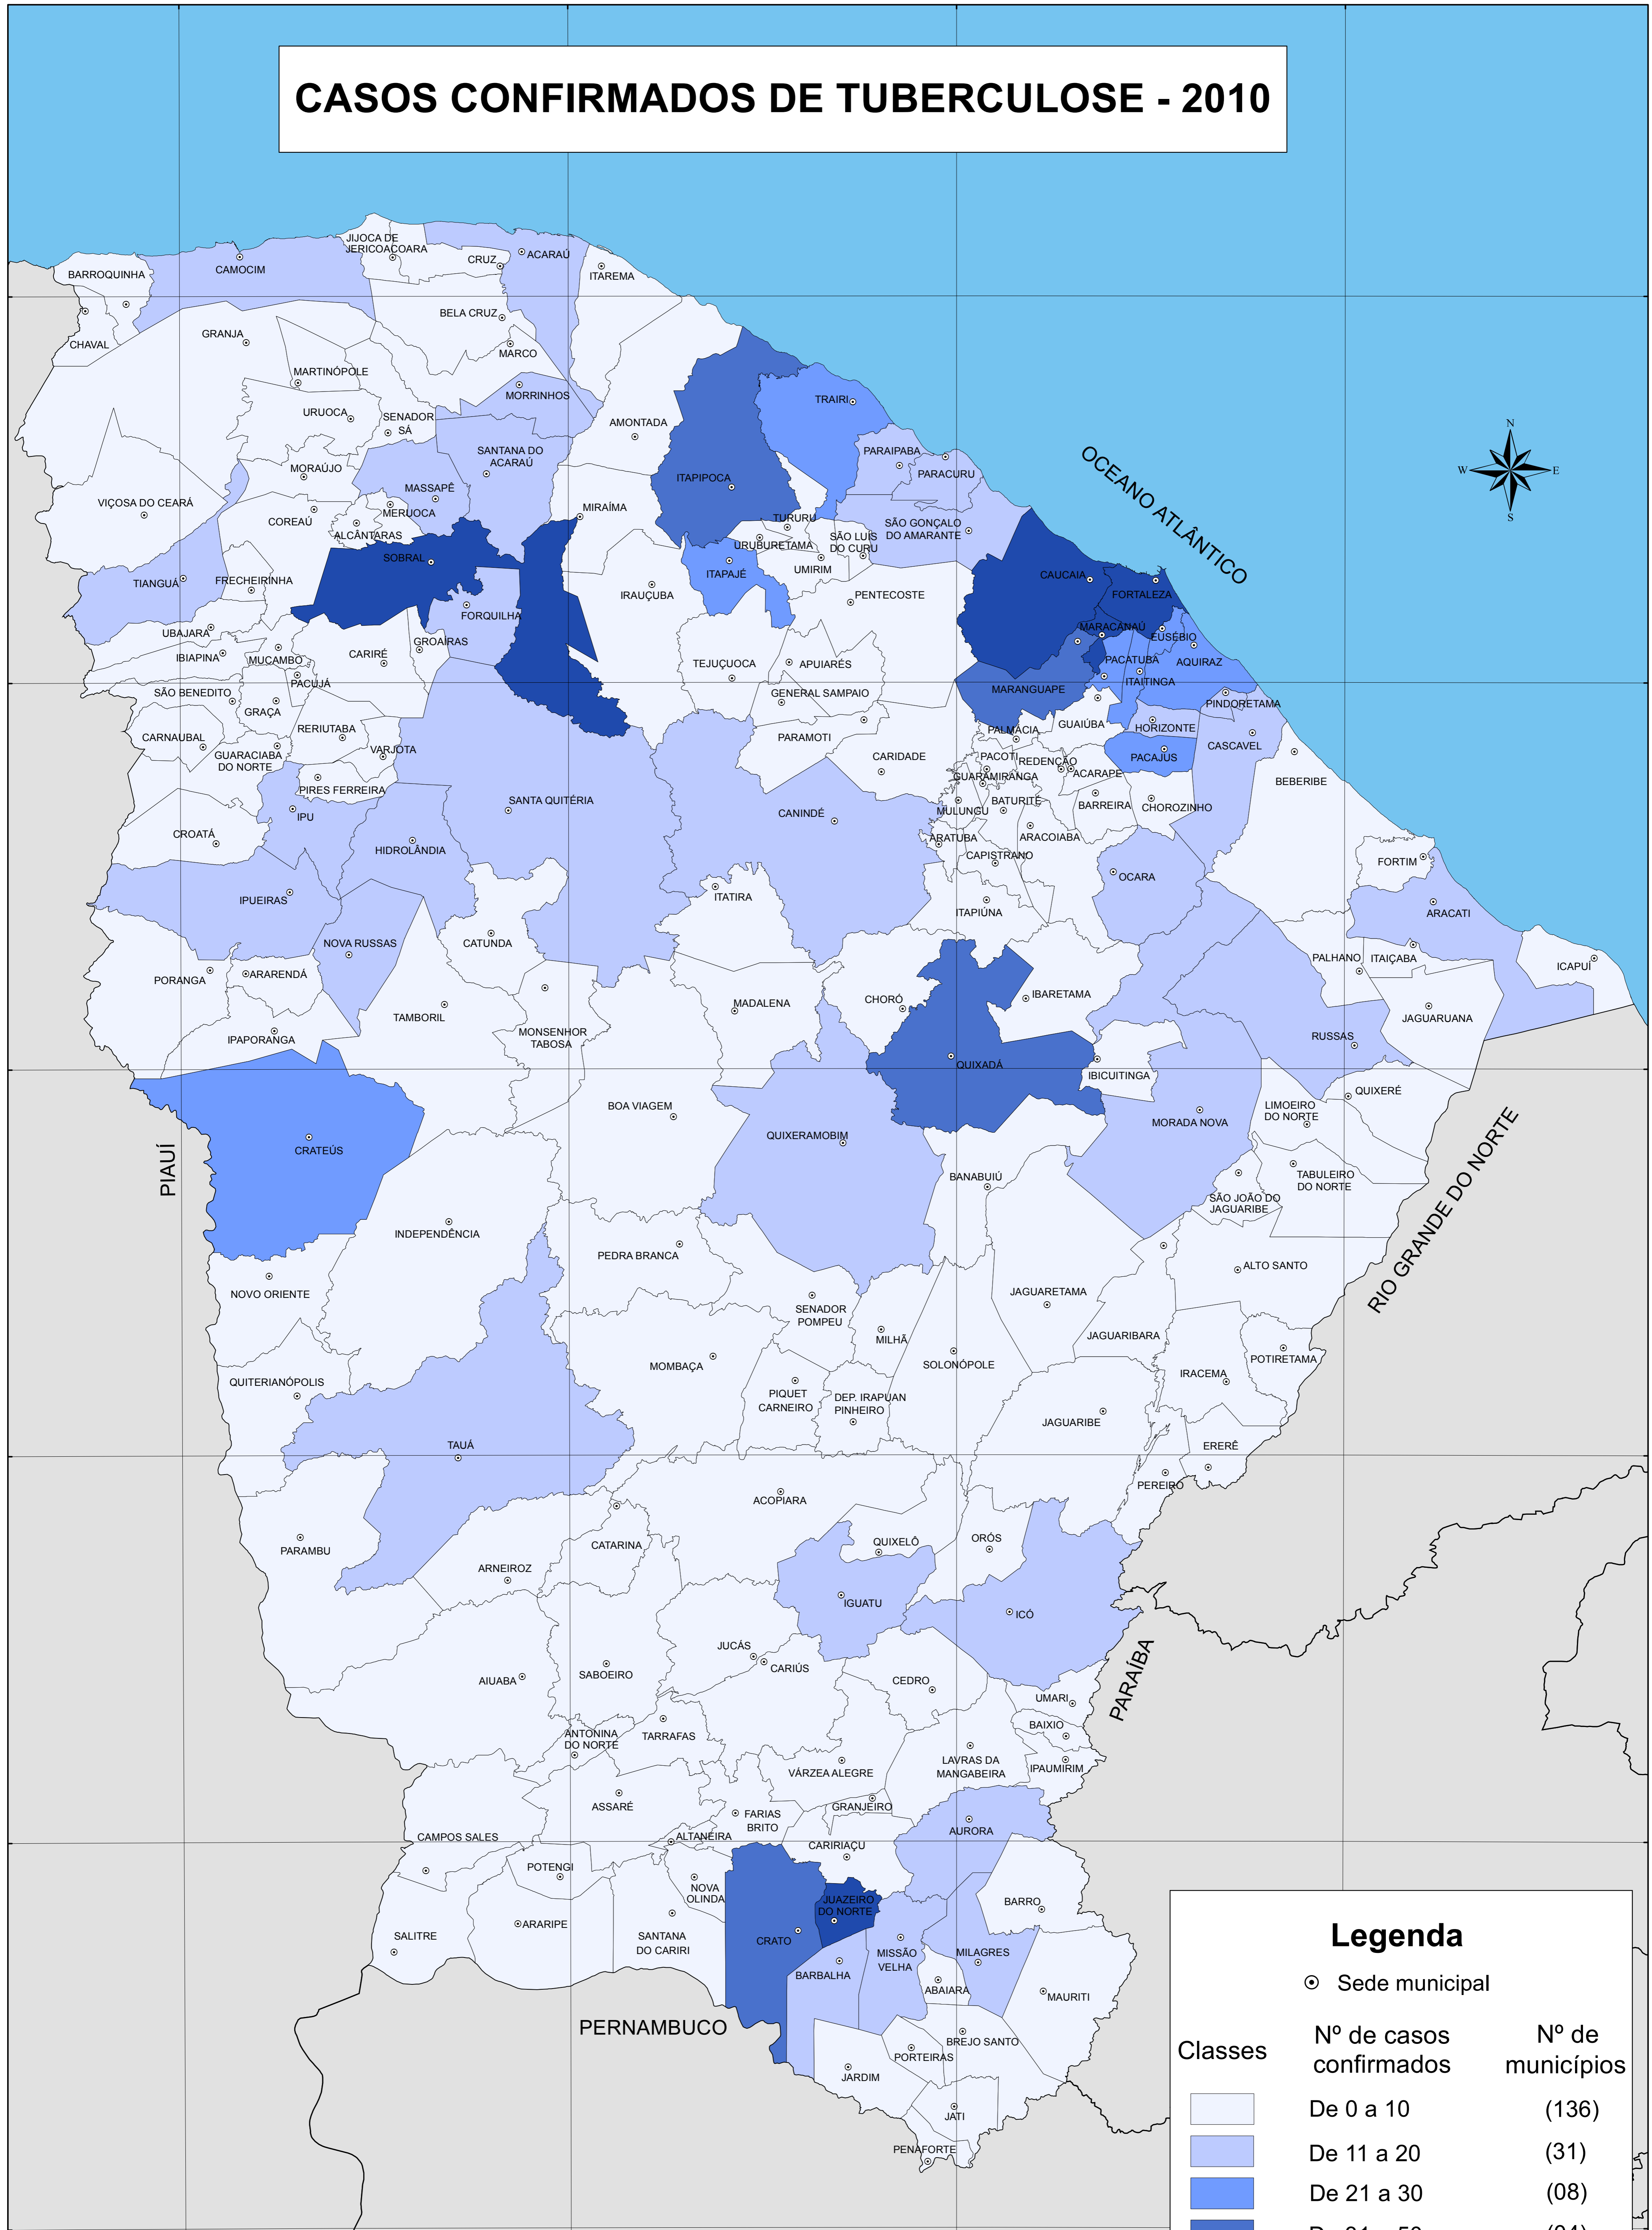 CASOS CONFIRMADOS DE TUBERCULOSE - 2010
JIJOCA DE
JERICOACOARA
CRUZ
ACARAÚ
ITAREMA
BARROQUINHA
CAMOCIM
CHAVAL
GRANJA
BELA CRUZ
MARCO
MARTINÓPOLE
MORRINHOS
URUOCA
SENADOR
SÁ
AMONTADA
TRAIRI
N
W
E
S
OCEANO ATLÂNTICO
MORAÚJO
SANTANA DO
ACARAÚ
ITAPIPOCA
PARAIPABA
PARACURU
VIÇOSA DO CEARÁ
MASSAPÊ
MERUOCA
MIRAÍMA
COREAÚ
ALCÂNTARAS
TURURU
URUBURETAMA
SÃO LUIS
DO CURU
SÃO GONÇALO
DO AMARANTE
SOBRAL
TIANGUÁ
FRECHEIRINHA
ITAPAJÉ
UMIRIM
CAUCAIA
FORTALEZA
IRAUÇUBA
PENTECOSTE
FORQUILHA
MARACANAÚ
EUSÉBIO
UBAJARA
GROAÍRAS
IBIAPINA
MUCAMBO
CARIRÉ
TEJUÇUOCA
APUIARÉS
PACATUBA
AQUIRAZ
PACUJÁ
ITAITINGA
SÃO BENEDITO
GENERAL SAMPAIO
MARANGUAPE
GRAÇA
PINDORETAMA
RERIUTABA
PALMÁCIA
GUAIÚBA
HORIZONTE
CARNAUBAL
VARJOTA
PARAMOTI
CASCAVEL
GUARACIABA
DO NORTE
CARIDADE
PACOTI
REDENÇÃO
PACAJUS
GUARAMIRANGA
ACARAPE
BEBERIBE
PIRES FERREIRA
SANTA QUITÉRIA
IPU
CANINDÉ
MULUNGU
BATURITÉ
BARREIRA
CHOROZINHO
CROATÁ
ARATUBA
ARACOIABA
HIDROLÂNDIA
CAPISTRANO
FORTIM
OCARA
IPUEIRAS
ITATIRA
ITAPIÚNA
ARACATI
NOVA RUSSAS
CATUNDA
PALHANO
ITAIÇABA
ICAPUÍ
PORANGA
ARARENDÁ
MADALENA
CHORÓ
IBARETAMA
TAMBORIL
JAGUARUANA
IPAPORANGA
MONSENHOR
TABOSA
RUSSAS
QUIXADÁ
IBICUITINGA
QUIXERÉ
BOA VIAGEM
LIMOEIRO
DO NORTE
MORADA NOVA
QUIXERAMOBIM
CRATEÚS
PIAUÍ
BANABUIÚ
TABULEIRO
DO NORTE
SÃO JOÃO DO
JAGUARIBE
RIO GRANDE DO NORTE
INDEPENDÊNCIA
PEDRA BRANCA
ALTO SANTO
NOVO ORIENTE
SENADOR
POMPEU
JAGUARETAMA
MILHÃ
JAGUARIBARA
SOLONÓPOLE
MOMBAÇA
POTIRETAMA
QUITERIANÓPOLIS
IRACEMA
PIQUET
CARNEIRO
DEP. IRAPUAN
PINHEIRO
JAGUARIBE
TAUÁ
ERERÊ
PEREIRO
ACOPIARA
PARAMBU
CATARINA
QUIXELÔ
ORÓS
ARNEIROZ
IGUATU
ICÓ
JUCÁS
CARIÚS
AIUABA
SABOEIRO
CEDRO
PARAÍBA
UMARI
ANTONINA
DO NORTE
TARRAFAS
BAIXIO
LAVRAS DA
MANGABEIRA
IPAUMIRIM
VÁRZEA ALEGRE
ASSARÉ
GRANJEIRO
FARIAS
BRITO
AURORA
CAMPOS SALES
ALTANEIRA
CARIRIAÇU
POTENGI
NOVA
OLINDA
JUAZEIRO
DO NORTE
BARRO
ARARIPE
SALITRE
SANTANA
DO CARIRI
CRATO
MISSÃO
VELHA
MILAGRES
BARBALHA
ABAIARA
MAURITI
PERNAMBUCO
BREJO SANTO
PORTEIRAS
JARDIM
JATI
PENAFORTE
Legenda
Sede municipal
Classes
Nº de casos
confirmados
Nº de
municípios
De 0 a 10 (136)
De 11 a 20 (31)
De 21 a 30 (08)